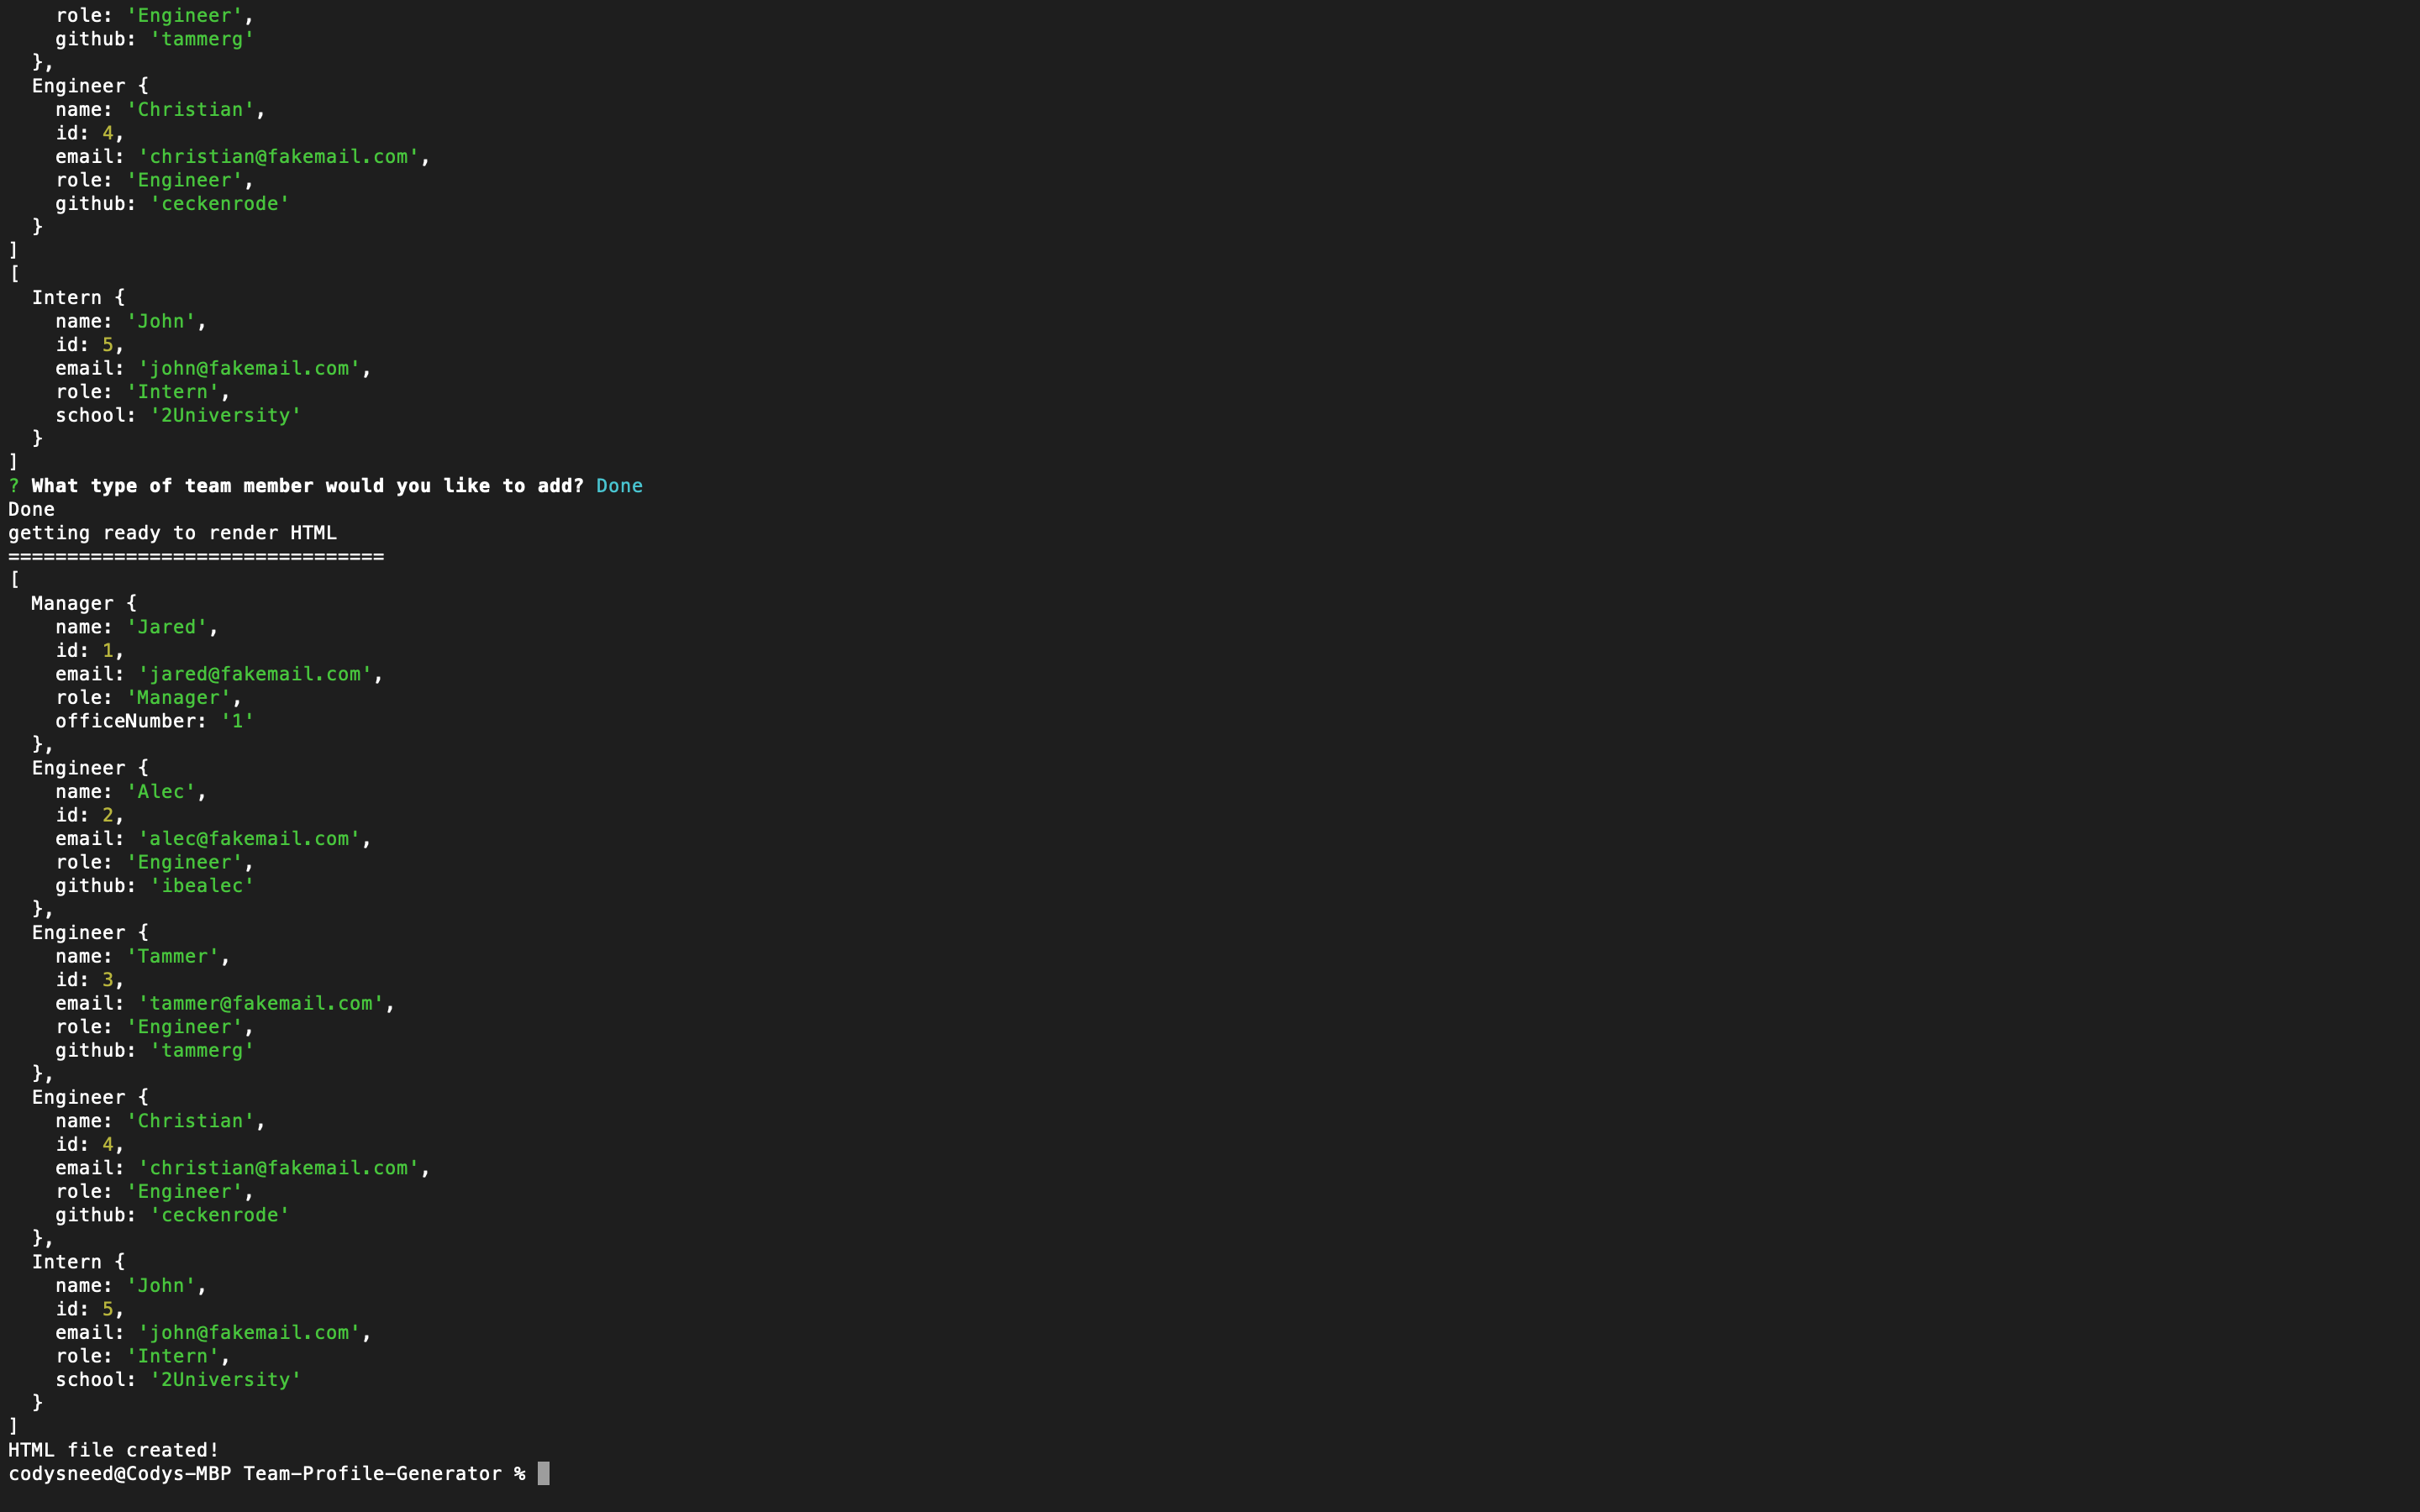 role: 'Engineer',
    github: 'tammerg'
  },
  Engineer {
    name: 'Christian',
    id: 4,
    email: 'christian@fakemail.com',
    role: 'Engineer',
    github: 'ceckenrode'
  }
]
[
  Intern {
    name: 'John',
    id: 5,
    email: 'john@fakemail.com',
    role: 'Intern',
    school: '2University'
  }
]
? What type of team member would you like to add? Done
Done
getting ready to render HTML
================================
[
  Manager {
    name: 'Jared',
    id: 1,
    email: 'jared@fakemail.com',
    role: 'Manager',
    officeNumber: '1'
  },
  Engineer {
    name: 'Alec',
    id: 2,
    email: 'alec@fakemail.com',
    role: 'Engineer',
    github: 'ibealec'
  },
  Engineer {
    name: 'Tammer',
    id: 3,
    email: 'tammer@fakemail.com',
    role: 'Engineer',
    github: 'tammerg'
  },
  Engineer {
    name: 'Christian',
    id: 4,
    email: 'christian@fakemail.com',
    role: 'Engineer',
    github: 'ceckenrode'
  },
  Intern {
    name: 'John',
    id: 5,
    email: 'john@fakemail.com',
    role: 'Intern',
    school: '2University'
  }
]
HTML file created!
codysneed@Codys-MBP Team-Profile-Generator %